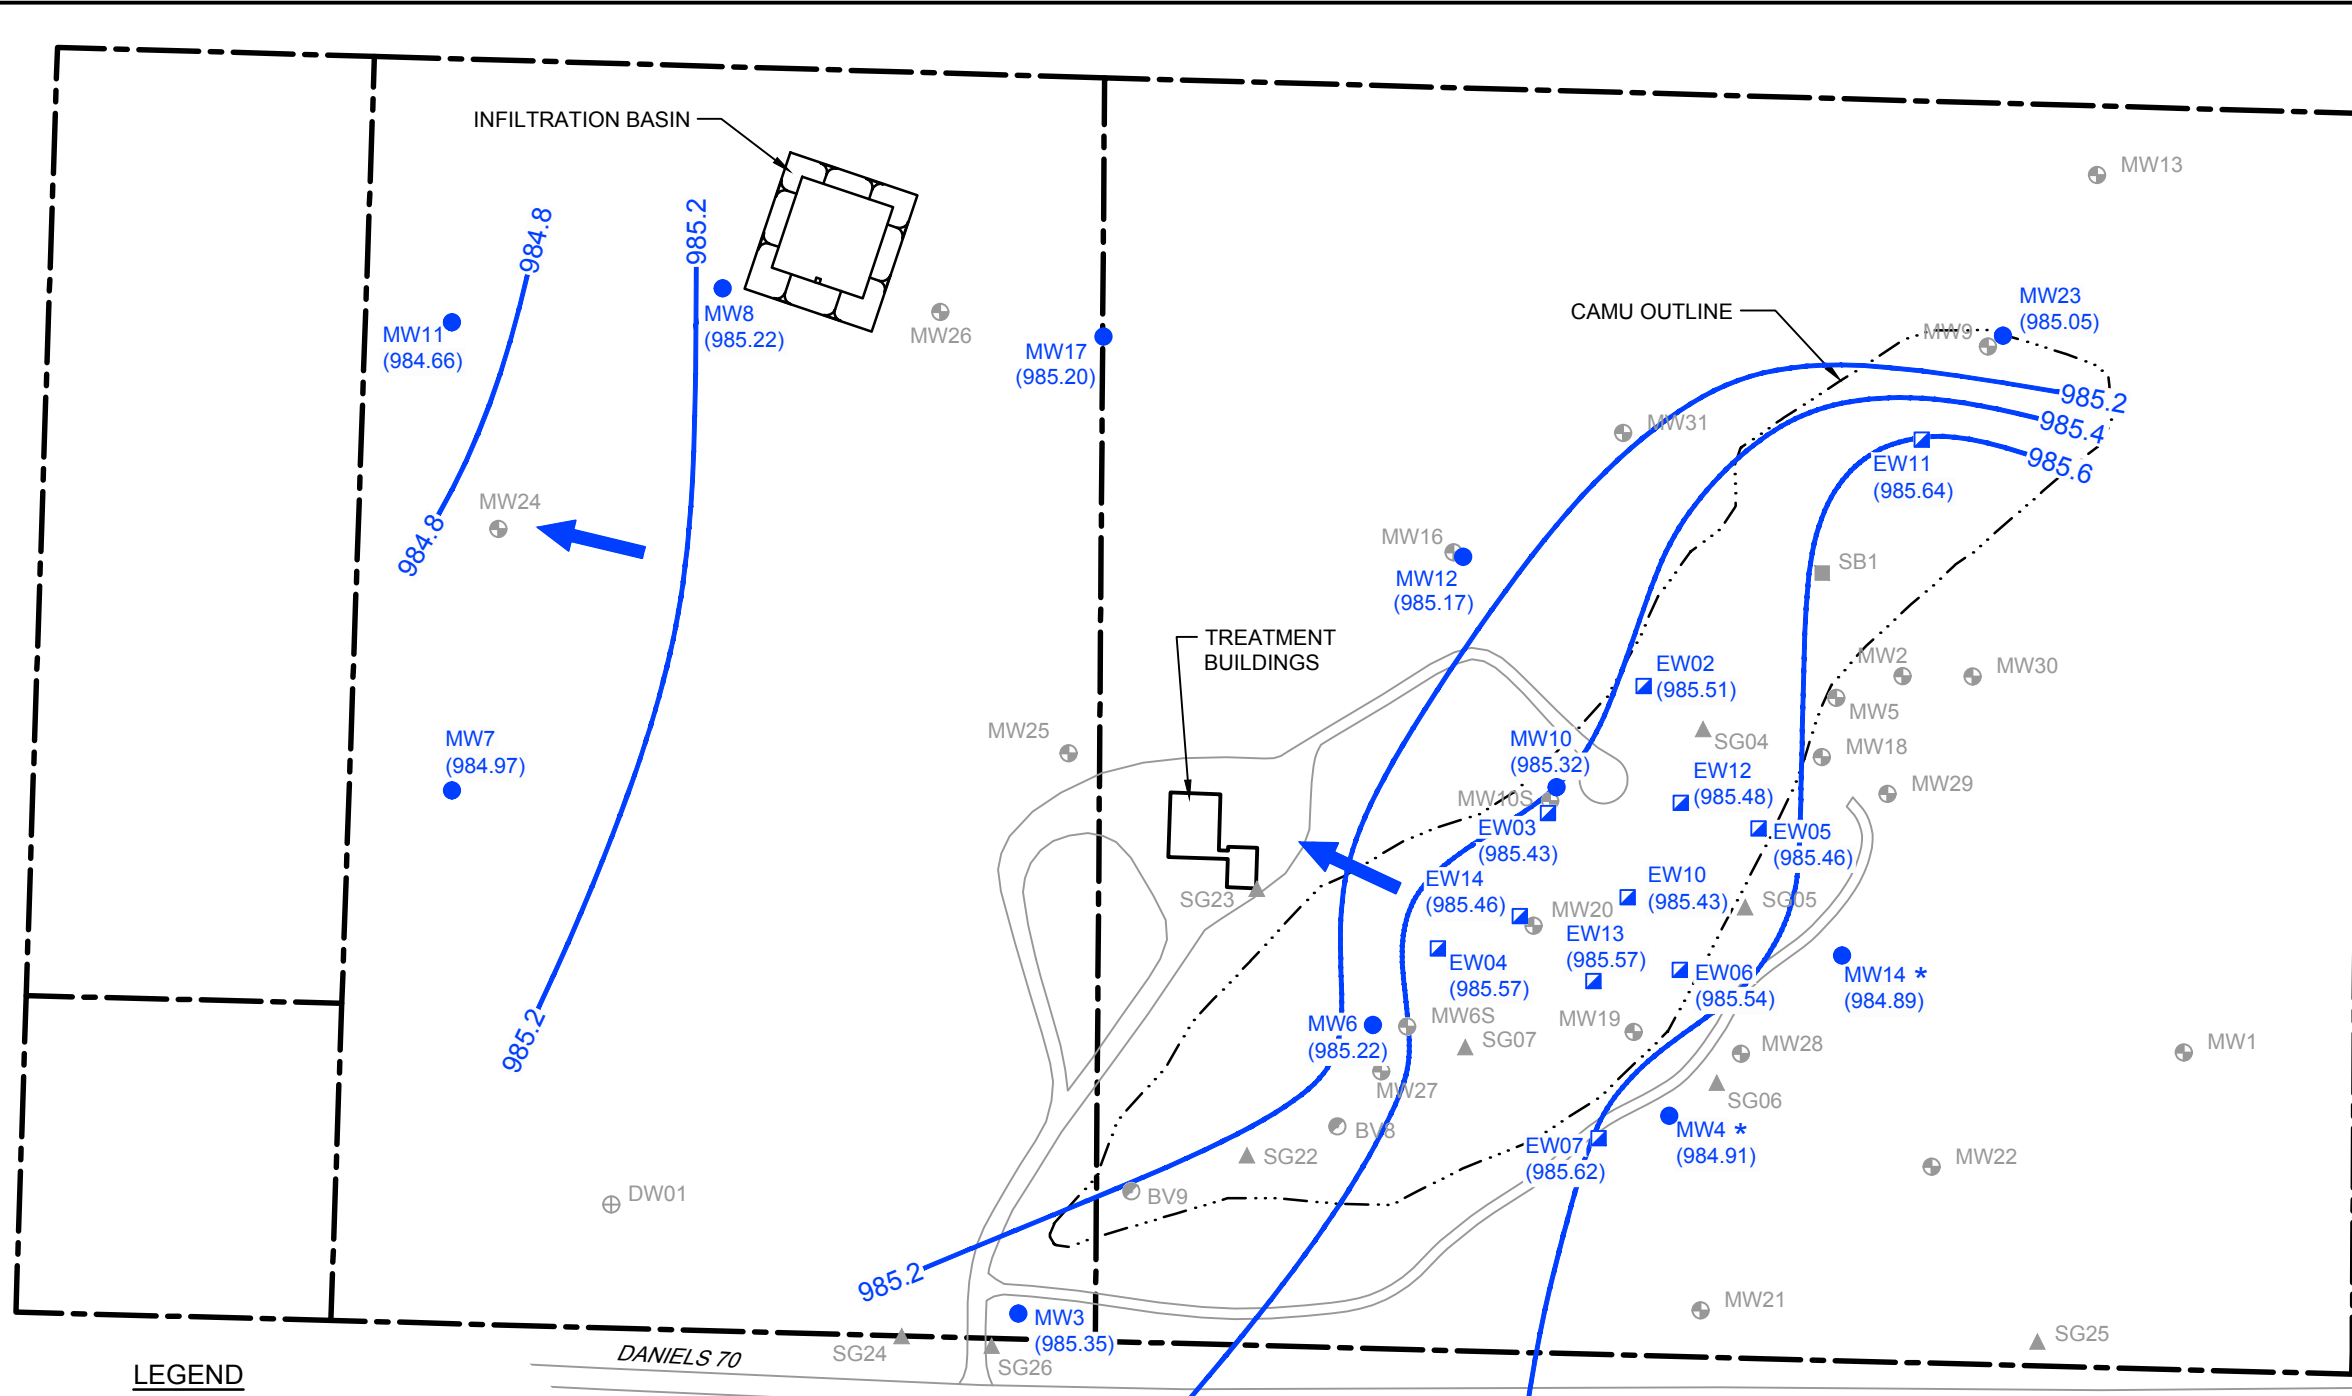 INFILTRATION BASIN
MW13
984.8
985.2
MW23
(985.05)
CAMU OUTLINE
MW8
(985.22)
MW11
(984.66)
MW26
MW9
MW17
(985.20)
985.2
985.4
985.6
MW31
EW11
(985.64)
MW24
984.8
MW16
MW12
(985.17)
SB1
TREATMENT
BUILDINGS
EW02
(985.51)
MW2
MW30
MW5
MW25
MW7
(984.97)
MW10
(985.32)
SG04
MW18
EW12
(985.48)
MW29
MW10S
EW03
(985.43)
EW05
(985.46)
EW14
(985.46)
EW10
(985.43)
SG23
SG05
MW20
EW13
(985.57)
EW04
(985.57)
EW06
(985.54)
MW14 *
(984.89)
985.2
MW6
(985.22)
MW6S
MW19
SG07
MW28
MW1
MW27
SG06
BV8
MW4 *
(984.91)
EW07
(985.62)
SG22
MW22
DW01
BV9
985.2
MW21
MW3
(985.35)
SG25
SG24
SG26
DANIELS 70
LEGEND